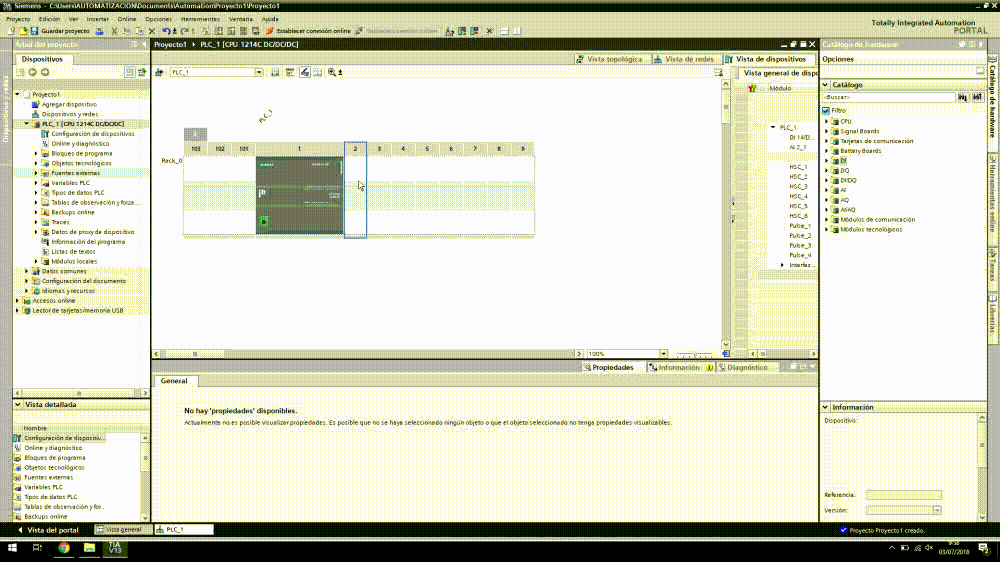 Siemens - C:\Users\AUTOMATIZACION\Documents\Automation\Proyecto1\Proyecto1
Proyecto Edición Ver Insertar Online Opciones Herramientas Ventana Ayuda
Guardar proyecto
Establecer conexión online
Totally Integrated Automation
PORTAL
Árbol del proyecto
Proyecto1 PLC_1 [CPU 1214C DC/DC/DC]
Catálogo de hardware
Dispositivos
Vista topológica
Vista de redes
Vista de dispositivos
Opciones
PLC_1
Vista general de dispo
Módulo
Catálogo
<Buscar>
Filtro
Proyecto1
Agregar dispositivo
Dispositivos y redes
PLC_1 [CPU 1214C DC/DC/DC]
Configuración de dispositivos
Online y diagnóstico
Bloques de programa
Objetos tecnológicos
Fuentes externas
Variables PLC
Tipos de datos PLC
Tablas de observación y forza...
Backups online
Traces
Datos de proxy de dispositivo
Información del programa
Listas de textos
Módulos locales
Datos comunes
Configuración del documento
Idiomas y recursos
Accesos online
Lector de tarjetas/memoria USB
PLC_1
103 102 101 1 2 3 4 5 6 7 8 9
Rack_0
PLC_1
DI 14/D...
AI 2_1
HSC_1
HSC_2
HSC_3
HSC_4
HSC_5
HSC_6
Pulse_1
Pulse_2
Pulse_3
Pulse_4
Interfaz...
CPU
Signal Boards
Tarjetas de comunicación
Battery Boards
DI
DQ
DI/DQ
AI
AQ
AI/AQ
Módulos de comunicación
Módulos tecnológicos
Dispositivos y redes
Catálogo de hardware
Herramientas online
Tareas
Librerías
100%
Propiedades
Información
Diagnóstico
General
No hay 'propiedades' disponibles.
Actualmente no es posible visualizar propiedades. Es posible que no se haya seleccionado ningún objeto o que el objeto seleccionado no tenga propiedades visualizables.
Vista detallada
Nombre
Configuración de dispositiv...
Online y diagnóstico
Bloques de programa
Objetos tecnológicos
Fuentes externas
Variables PLC
Tipos de datos PLC
Tablas de observación y for...
Backups online
Información
Dispositivo:
Referencia:
Versión:
Vista del portal
Vista general
PLC_1
Proyecto Proyecto1 creado.
TIA
V13
9:58
03/07/2018